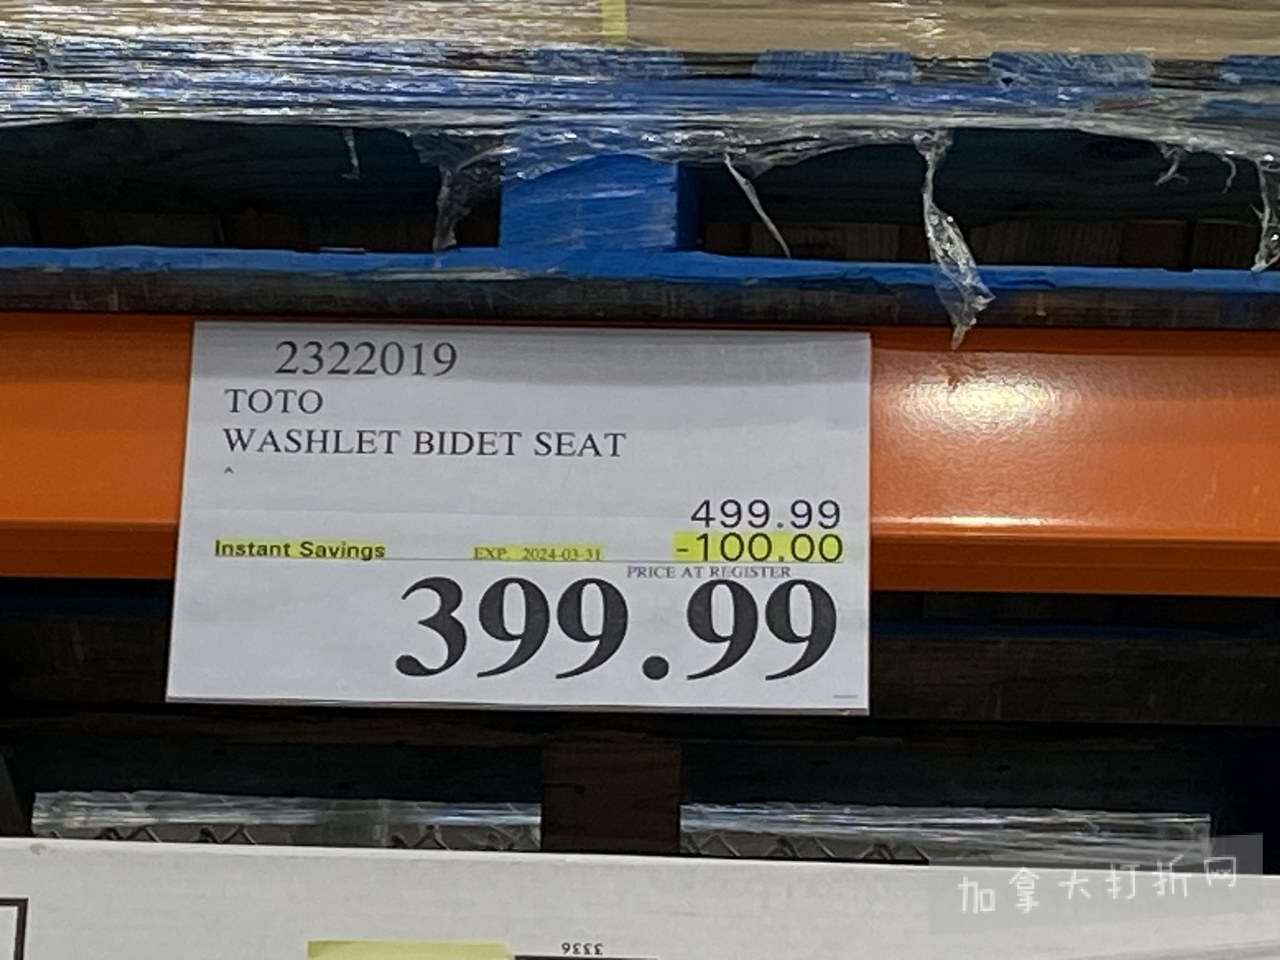 2322019
TOTO
WASHLET BIDET SEAT
^
499.99
Instant Savings EXP. 2024-03-31 -100.00
PRICE AT REGISTER
399.99
加拿大打折网
3336